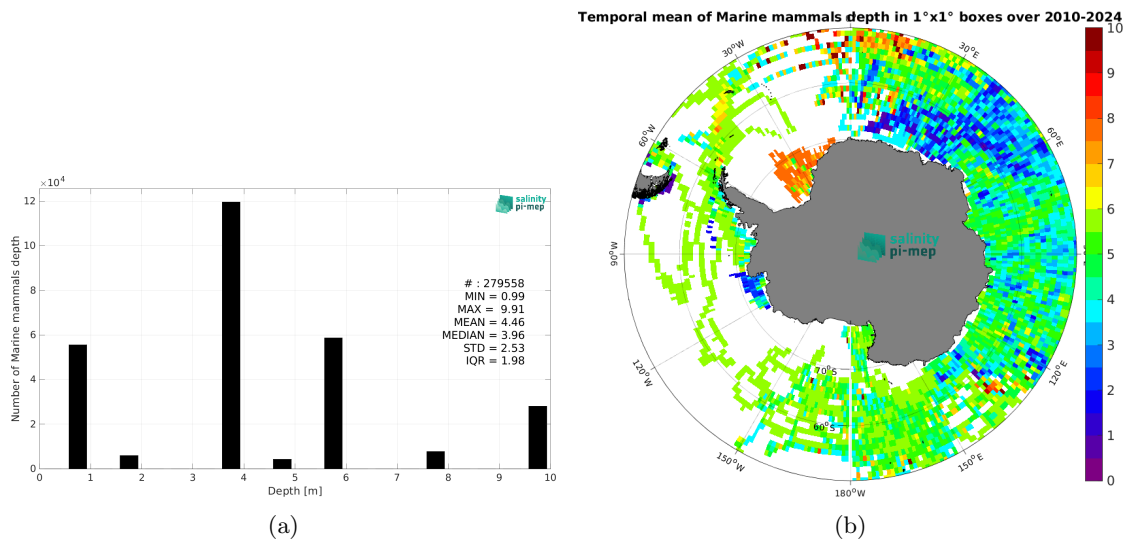 Temporal mean of Marine mammals depth in 1°x1° boxes over 2010-2024
×10⁴
12
10
8
6
4
2
0
Number of Marine mammals depth
0 1 2 3 4 5 6 7 8 9 10
Depth [m]
salinity
pi-mep
# : 279558
MIN = 0.99
MAX = 9.91
MEAN = 4.46
MEDIAN = 3.96
STD = 2.53
IQR = 1.98
(a)
30°W
30°E
60°W
60°E
90°W
120°W
120°E
150°W
150°E
180°W
70°S
60°S
salinity
pi-mep
10
9
8
7
6
5
4
3
2
1
0
(b)